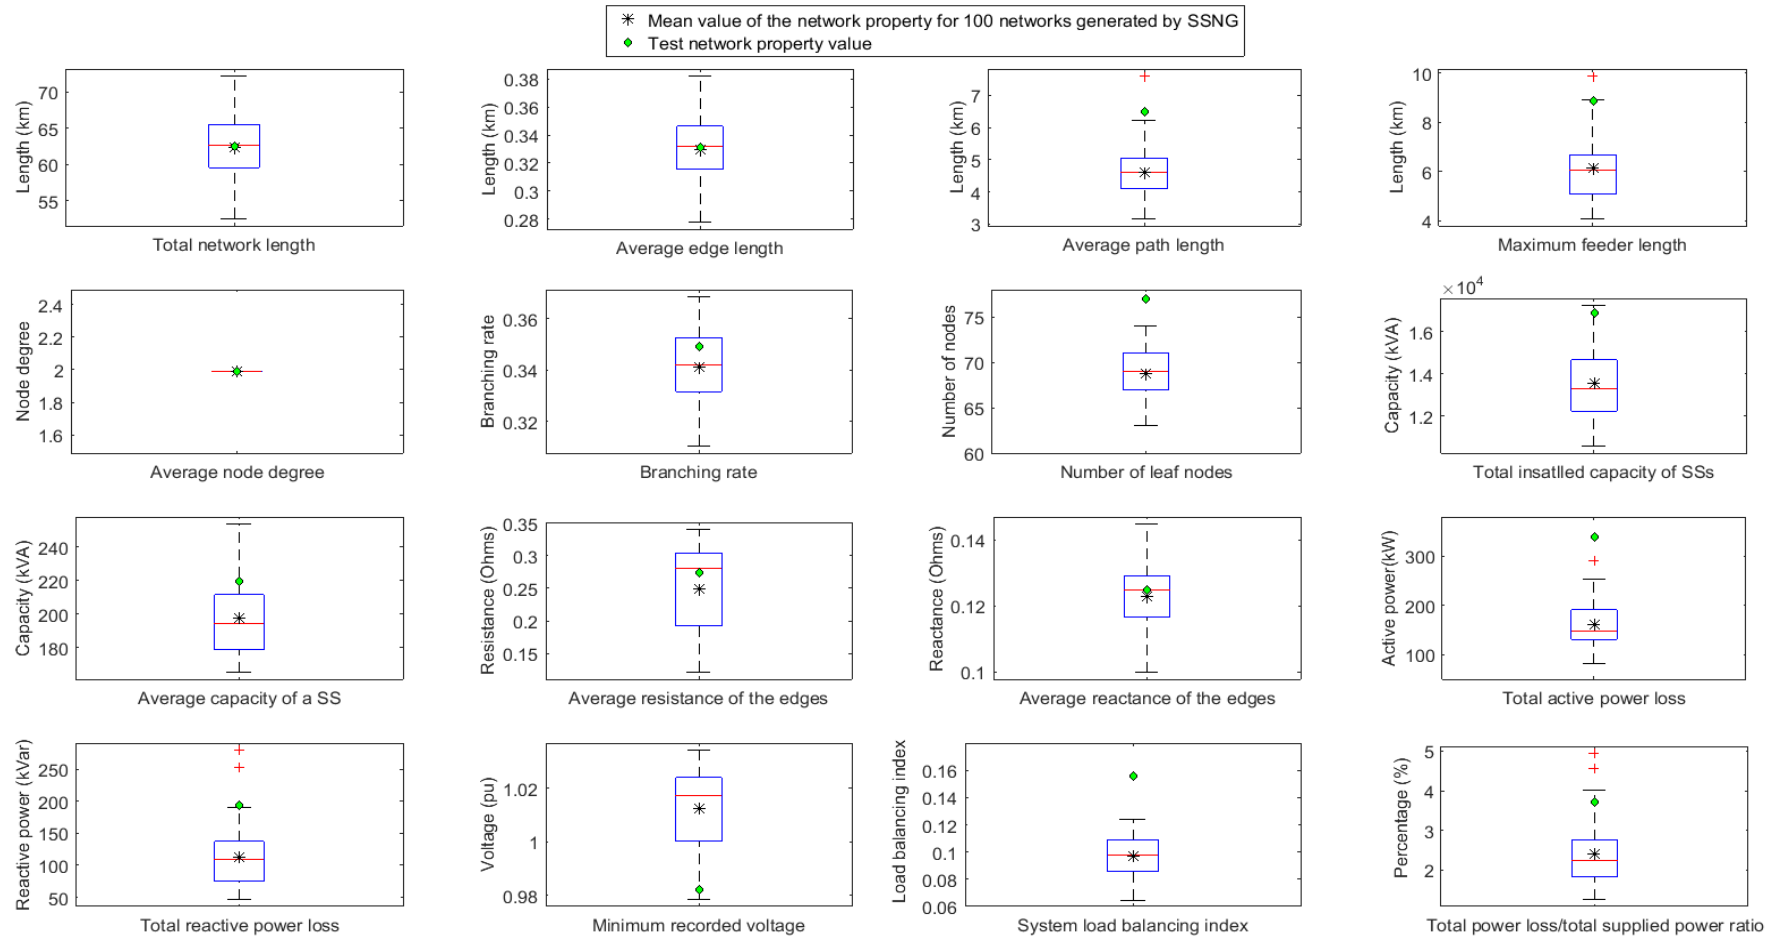 Mean value of the network property for 100 networks generated by SSNG
Test network property value
Length (km)
70
65
60
55
Total network length
Length (km)
0.38
0.36
0.34
0.32
0.3
0.28
Average edge length
Length (km)
7
6
5
4
3
Average path length
Length (km)
10
8
6
4
Maximum feeder length
Node degree
2.4
2.2
2
1.8
1.6
Average node degree
Branching rate
0.36
0.34
0.32
Branching rate
Number of nodes
75
70
65
60
Number of leaf nodes
×10⁴
Capacity (kVA)
1.6
1.4
1.2
Total insatlled capacity of SSs
Capacity (kVA)
240
220
200
180
Average capacity of a SS
Resistance (Ohms)
0.35
0.3
0.25
0.2
0.15
Average resistance of the edges
Reactance (Ohms)
0.14
0.12
0.1
Average reactance of the edges
Active power(kW)
300
200
100
Total active power loss
Reactive power (kVar)
250
200
150
100
50
Total reactive power loss
Voltage (pu)
1.02
1
0.98
Minimum recorded voltage
Load balancing index
0.16
0.14
0.12
0.1
0.08
0.06
System load balancing index
Percentage (%)
5
4
3
2
Total power loss/total supplied power ratio